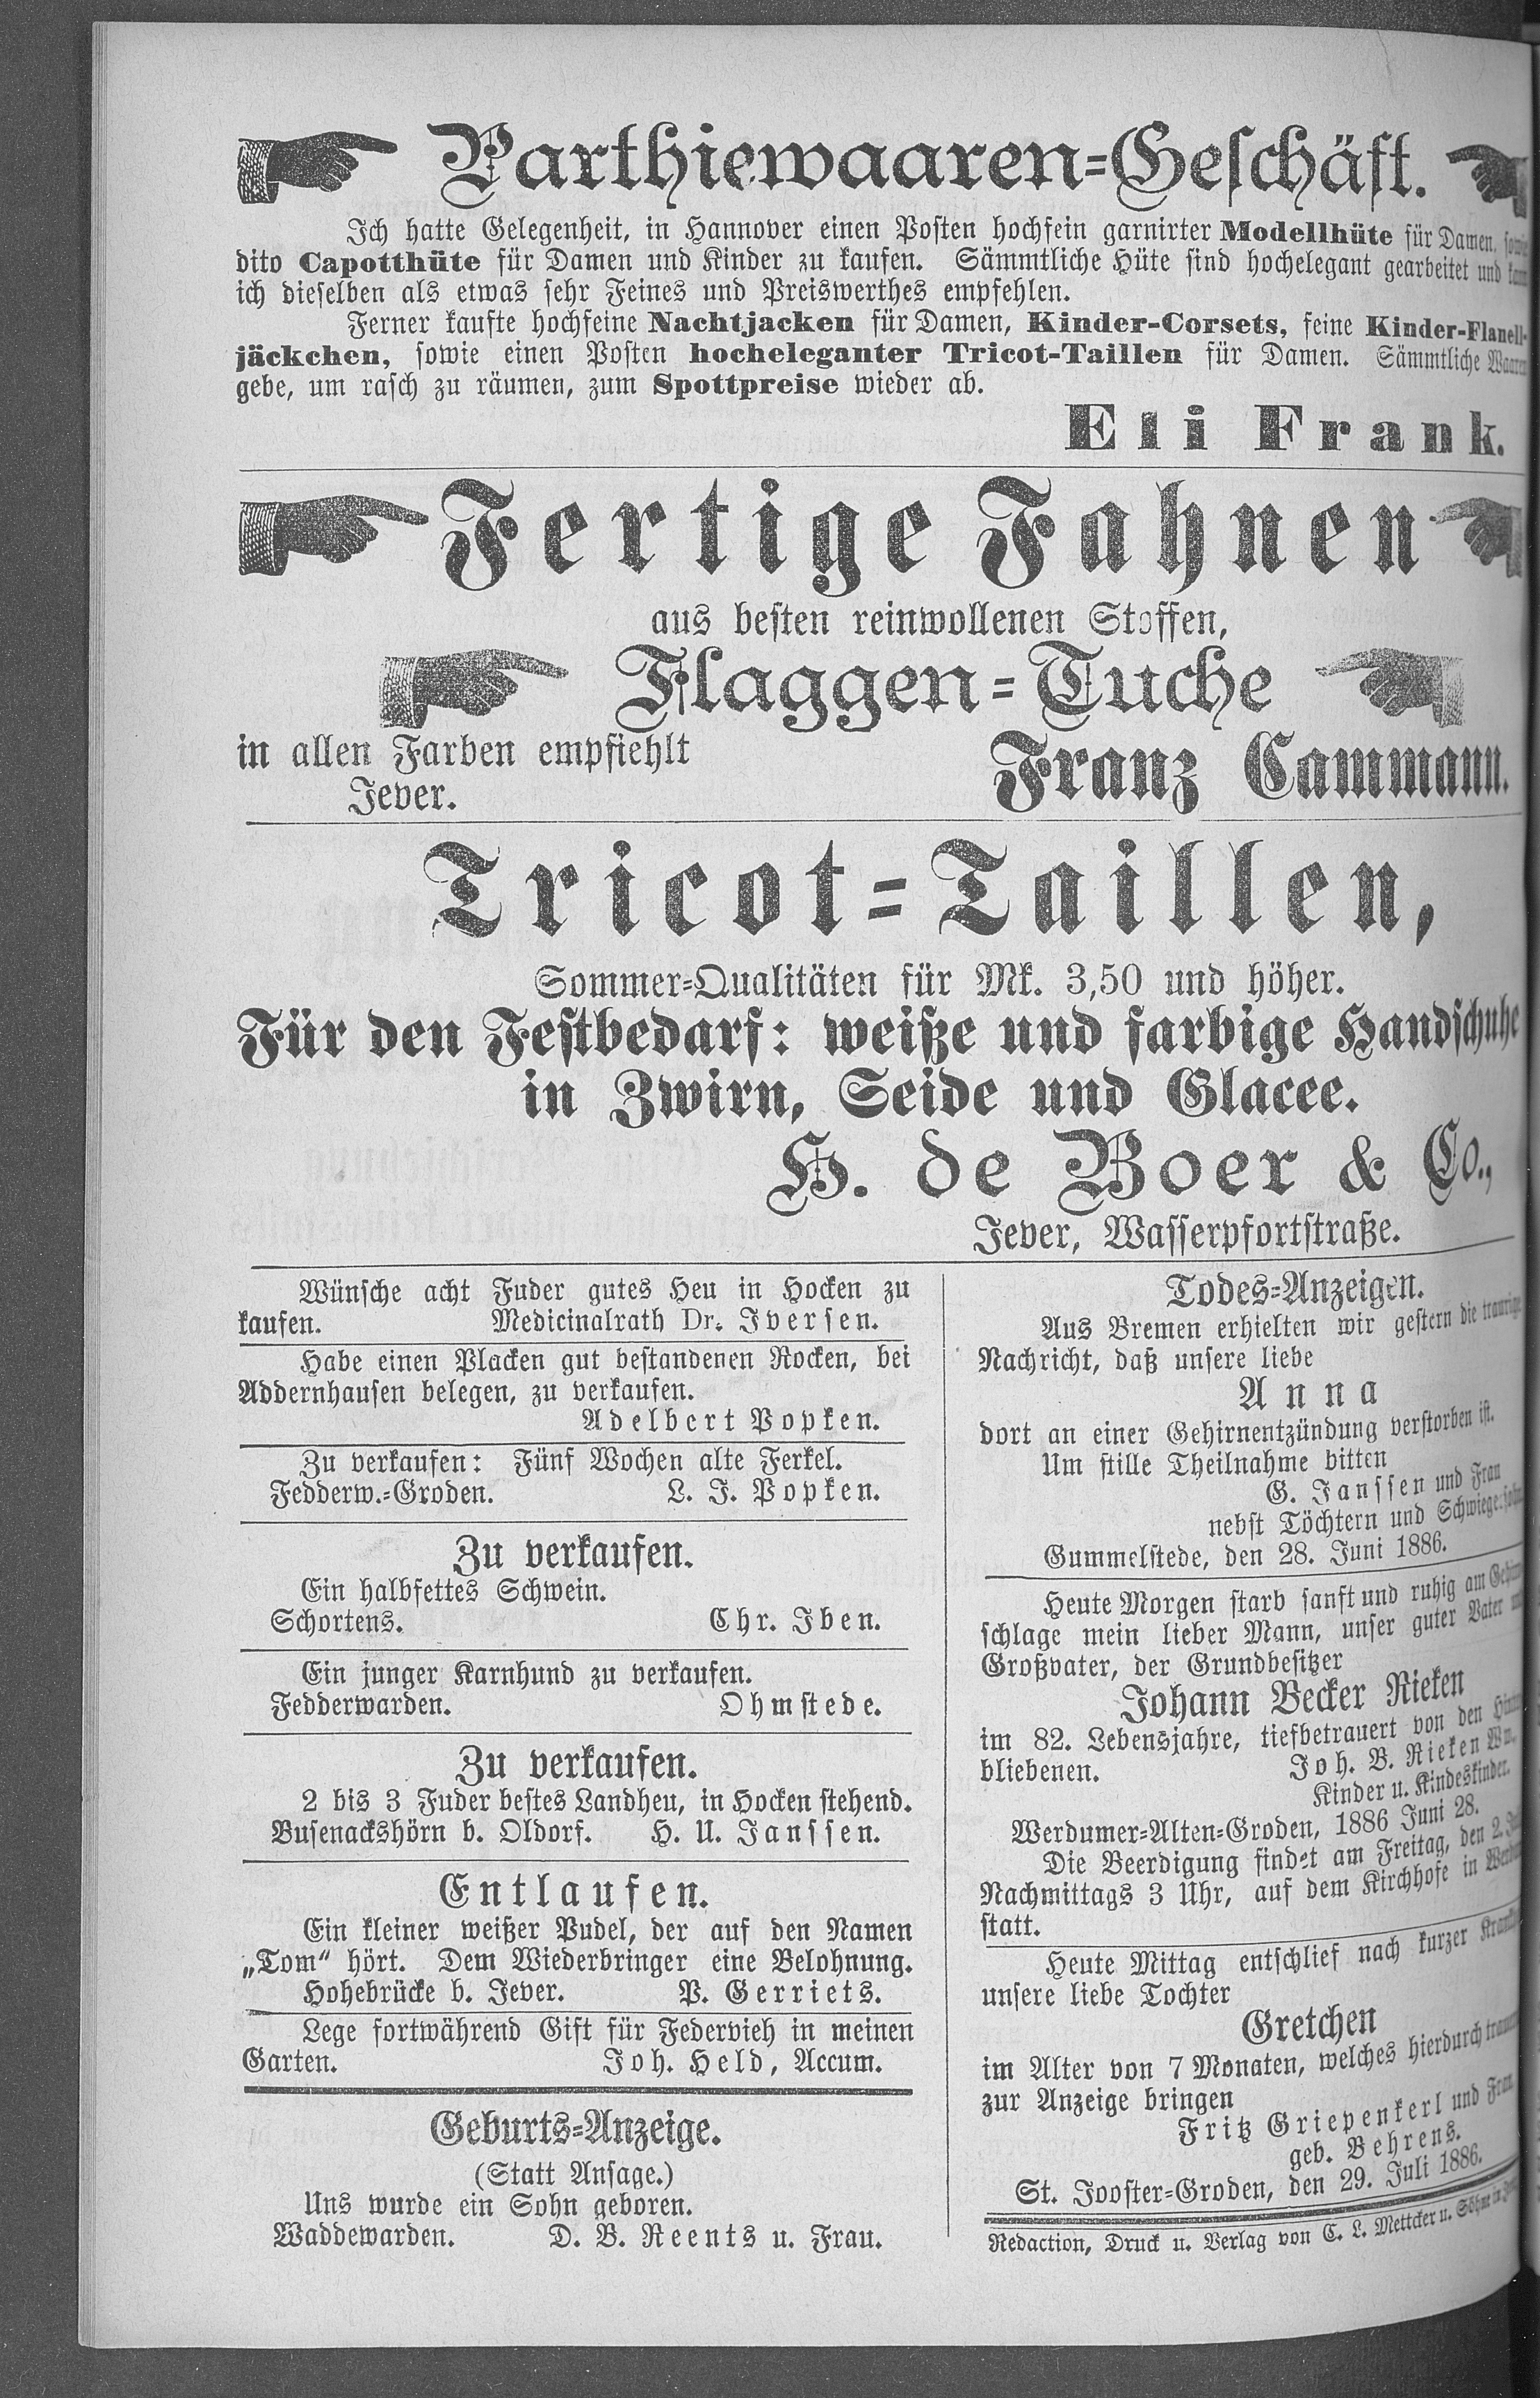 Parthiewaaren-Geschäft.
Ich hatte Gelegenheit, in Hannover einen Posten hochfein garnirter Modellhüte für Damen, sowie
dito Capotthüte für Damen und Kinder zu kaufen. Sämmtliche Hüte sind hochelegant gearbeitet und kann
ich dieselben als etwas sehr Feines und Preiswerthes empfehlen.
Ferner kaufte hochfeine Nachtjacken für Damen, Kinder-Corsets, feine Kinder-Flanell-
jäckchen, sowie einen Posten hocheleganter Tricot-Taillen für Damen. Sämmtliche Waaren
gebe, um rasch zu räumen, zum Spottpreise wieder ab.
Eli Frank.
Fertige Fahnen
aus besten reinwollenen Stoffen,
Flaggen-Tuche
in allen Farben empfiehlt
Jever. Franz Cammann.
Tricot-Taillen,
Sommer-Qualitäten für Mk. 3,50 und höher.
Für den Festbedarf: weiße und farbige Handschuhe
in Zwirn, Seide und Glacee.
H. de Boer & Co.,
Jever, Wasserpfortstraße.
Wünsche acht Fuder gutes Heu in Hocken zu
kaufen. Medicinalrath Dr. Iversen.
Habe einen Placken gut bestandenen Rocken, bei
Addernhausen belegen, zu verkaufen.
Adelbert Popken.
Zu verkaufen: Fünf Wochen alte Ferkel.
Fedderw.-Groden. L. J. Popken.
Zu verkaufen.
Ein halbfettes Schwein.
Schortens. Chr. Iben.
Ein junger Karnhund zu verkaufen.
Fedderwarden. Ohmstede.
Zu verkaufen.
2 bis 3 Fuder bestes Landheu, in Hocken stehend.
Busenackshörn b. Oldorf. H. U. Janssen.
Entlaufen.
Ein kleiner weißer Pudel, der auf den Namen
„Tom“ hört. Dem Wiederbringer eine Belohnung.
Hohebrücke b. Jever. P. Gerriets.
Lege fortwährend Gift für Federvieh in meinen
Garten. Joh. Held, Accum.
Geburts-Anzeige.
(Statt Ansage.)
Uns wurde ein Sohn geboren.
Waddewarden. D. B. Reents u. Frau.
Todes-Anzeigen.
Aus Bremen erhielten wir gestern die traurige
Nachricht, daß unsere liebe
Anna
dort an einer Gehirnentzündung verstorben ist.
Um stille Theilnahme bitten
G. Janssen und Frau
nebst Töchtern und Schwiegersohn
Gummelstede, den 28. Juni 1886.
Heute Morgen starb sanft und ruhig am Gehirn-
schlage mein lieber Mann, unser guter Vater und
Großvater, der Grundbesitzer
Johann Becker Rieken
im 82. Lebensjahre, tiefbetrauert von den Hinter-
bliebenen. Joh. B. Rieken Ww.
Kinder u. Kindeskinder.
Werdumer-Alten-Groden, 1886 Juni 28.
Die Beerdigung findet am Freitag, den 2.
Nachmittags 3 Uhr, auf dem Kirchhofe in Werdum
statt.
Heute Mittag entschlief nach kurzer
unsere liebe Tochter
Gretchen
im Alter von 7 Monaten, welches hierdurch
zur Anzeige bringen
Fritz Griepenkerl und Frau
geb. Behrens.
St. Jooster-Groden, den 29. Juli 1886.
Redaction, Druck u. Verlag von C. L. Mettcker u. Söhne in